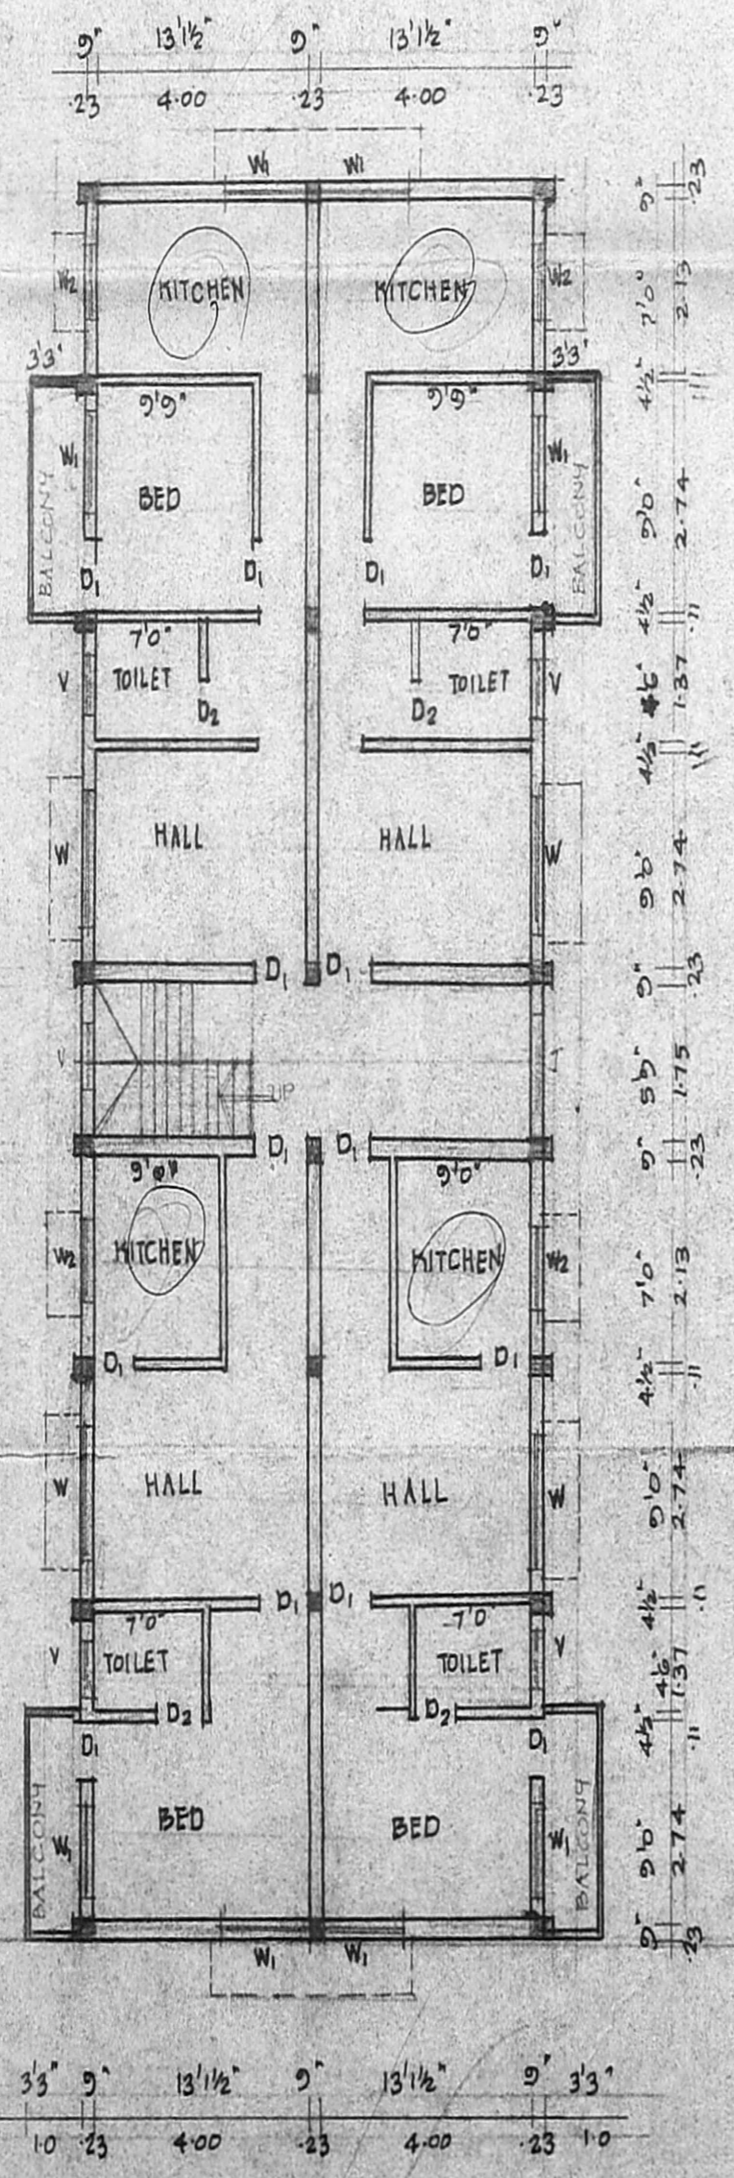 9" 13'1½" 9" 13'1½" 9"
.23 4.00 .23 4.00 .23
W1 W1
9" .23
KITCHEN KITCHEN
W2 W2
7'0" 2.13
3'3" 3'3"
4½" .11
9'9" 9'9"
W1 W1
BED BED
9'0" 2.74
BALCONY BALCONY
D1 D1 D1 D1
4½" .11
7'0" 7'0"
V TOILET TOILET V
1.37
D2 D2
4½" .11
HALL HALL
W W
9'0" 2.74
D1 D1
9" .23
V
5'9" 1.75
UP
D1 D1
9" .23
9'0" 9'0"
W2 KITCHEN KITCHEN W2
7'0" 2.13
D1 D1
4½" .11
W HALL HALL W
9'0" 2.74
D1 D1
4½" .11
7'0" 7'0"
V TOILET TOILET V
4'6" 1.37
D2 D2
4½" .11
D1 D1
BED BED
W1 W1
9'0" 2.74
BALCONY BALCONY
9" .23
W1 W1
3'3" 9" 13'1½" 9" 13'1½" 9" 3'3"
1.0 .23 4.00 .23 4.00 .23 1.0